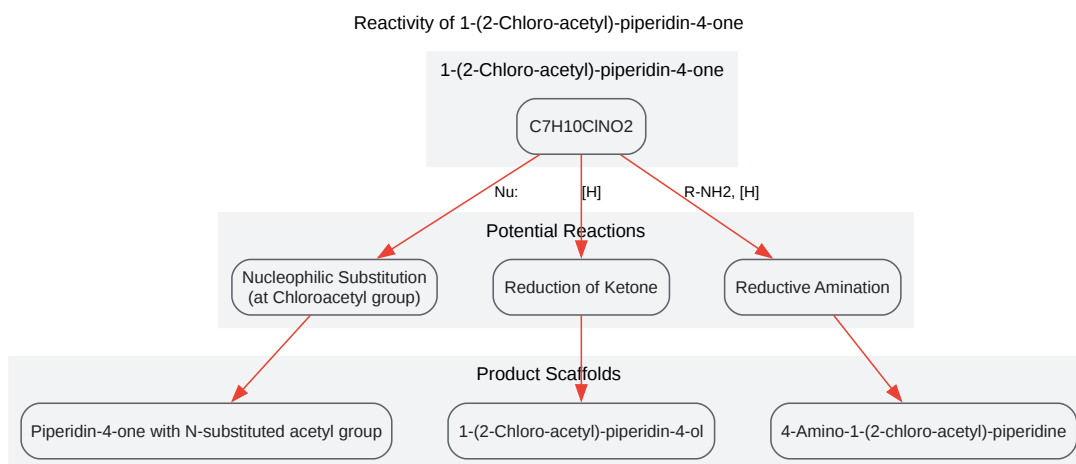 Reactivity of 1-(2-Chloro-acetyl)-piperidin-4-one
1-(2-Chloro-acetyl)-piperidin-4-one
C7H10ClNO2
Nu:
[H]
R-NH2, [H]
Potential Reactions
Nucleophilic Substitution
(at Chloroacetyl group)
Reduction of Ketone
Reductive Amination
Product Scaffolds
Piperidin-4-one with N-substituted acetyl group
1-(2-Chloro-acetyl)-piperidin-4-ol
4-Amino-1-(2-chloro-acetyl)-piperidine